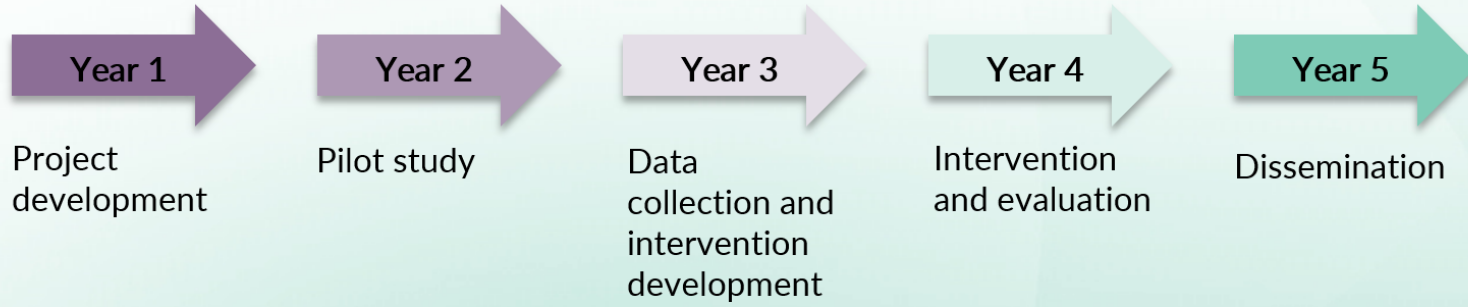 Year 1
Project
development
Year 2
Pilot study
Year 3
Data
collection and
intervention
development
Year 4
Intervention
and evaluation
Year 5
Dissemination